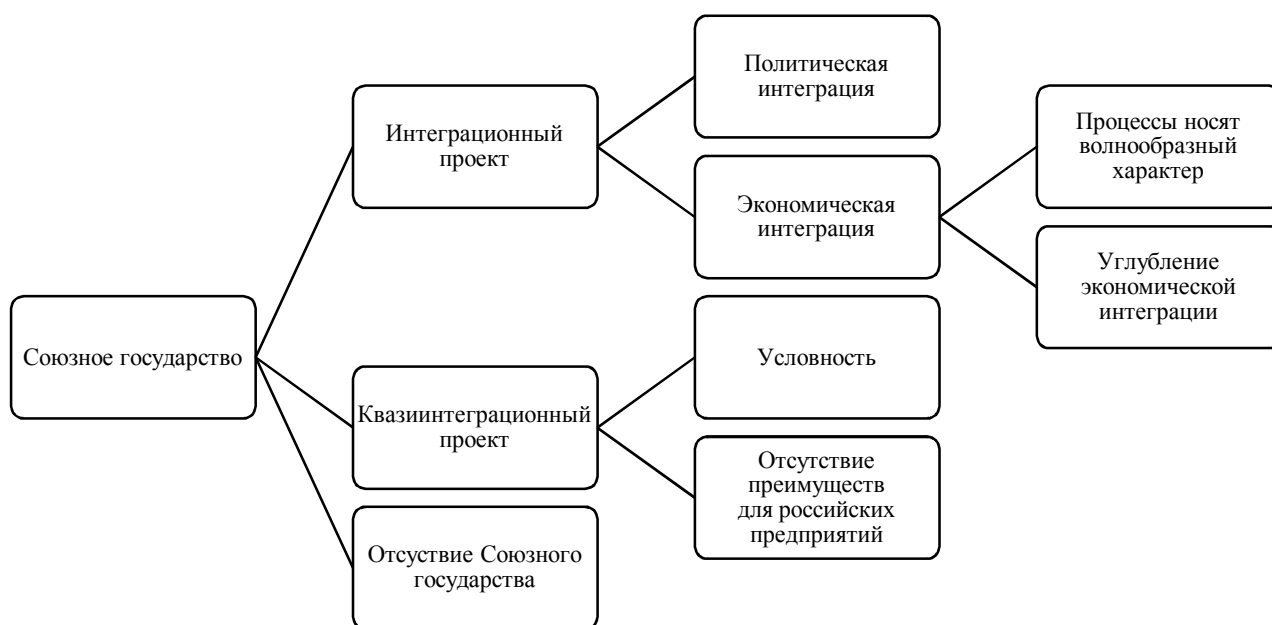 Союзное государство
Интеграционный
проект
Политическая
интеграция
Экономическая
интеграция
Процессы носят
волнообразный
характер
Углубление
экономической
интеграции
Квазиинтеграционный
проект
Условность
Отсутствие
преимуществ
для российских
предприятий
Отсуствие Союзного
государства